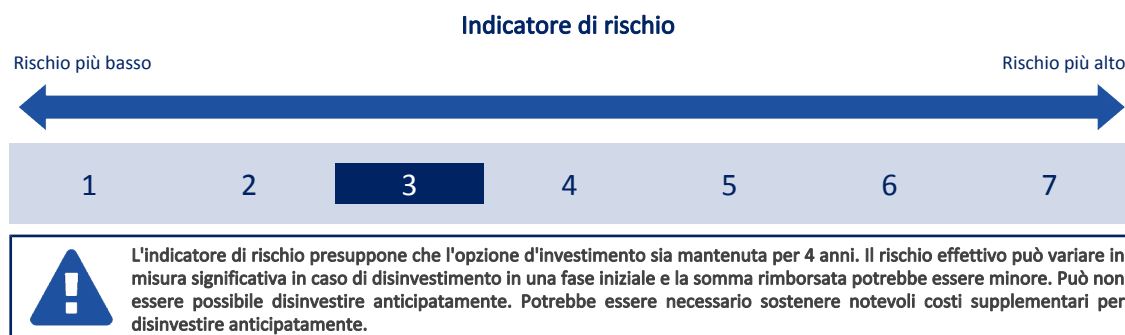 Indicatore di rischio
Rischio più basso
Rischio più alto
1 2 3 4 5 6 7
L'indicatore di rischio presuppone che l'opzione d'investimento sia mantenuta per 4 anni. Il rischio effettivo può variare in
misura significativa in caso di disinvestimento in una fase iniziale e la somma rimborsata potrebbe essere minore. Può non
essere possibile disinvestire anticipatamente. Potrebbe essere necessario sostenere notevoli costi supplementari per
disinvestire anticipatamente.